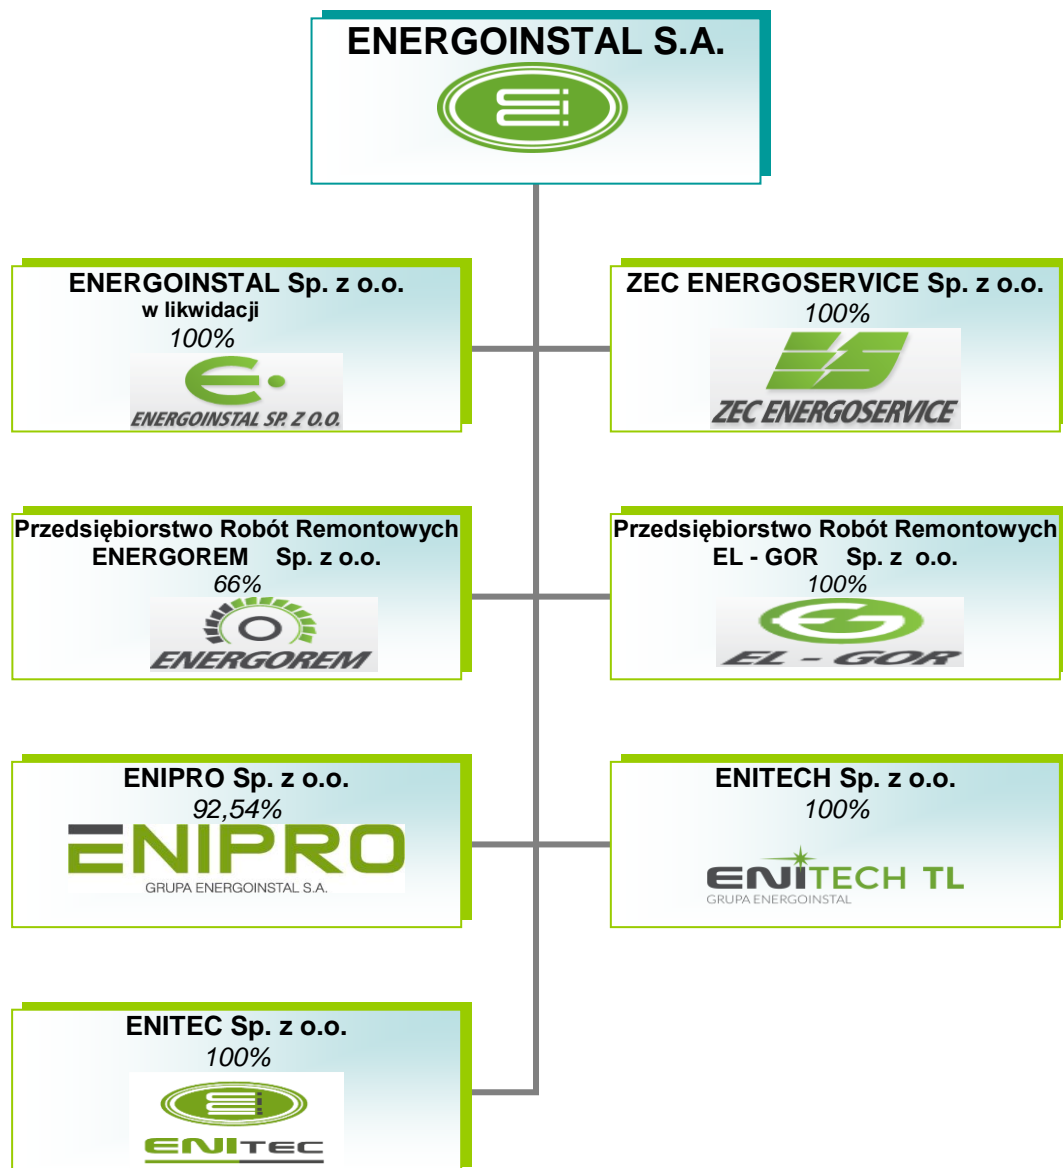 ENERGOINSTAL S.A.
ENERGOINSTAL Sp. z o.o.
w likwidacji
100%
ENERGOINSTAL SP. Z O.O.
ZEC ENERGOSERVICE Sp. z o.o.
100%
ZEC ENERGOSERVICE
Przedsiębiorstwo Robót Remontowych
ENERGOREM Sp. z o.o.
66%
ENERGOREM
Przedsiębiorstwo Robót Remontowych
EL - GOR Sp. z o.o.
100%
EL - GOR
ENIPRO Sp. z o.o.
92,54%
ENIPRO
GRUPA ENERGOINSTAL S.A.
ENITECH Sp. z o.o.
100%
ENITECH TL
GRUPA ENERGOINSTAL
ENITEC Sp. z o.o.
100%
ENITEC